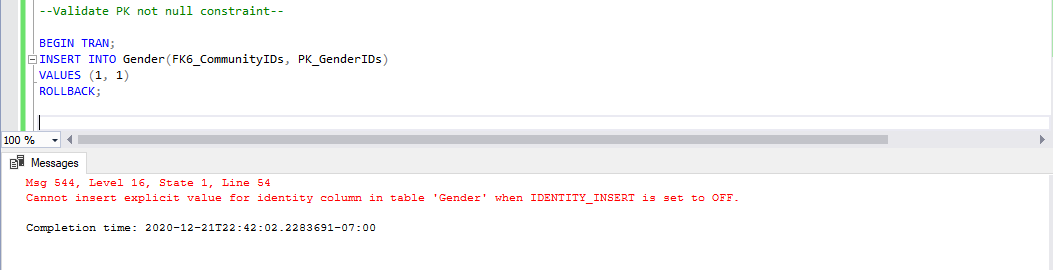 --Validate PK not null constraint--
BEGIN TRAN;
INSERT INTO Gender(FK6_CommunityIDs, PK_GenderIDs)
VALUES (1, 1)
ROLLBACK;
100 %
Messages
Msg 544, Level 16, State 1, Line 54
Cannot insert explicit value for identity column in table 'Gender' when IDENTITY_INSERT is set to OFF.
Completion time: 2020-12-21T22:42:02.2283691-07:00